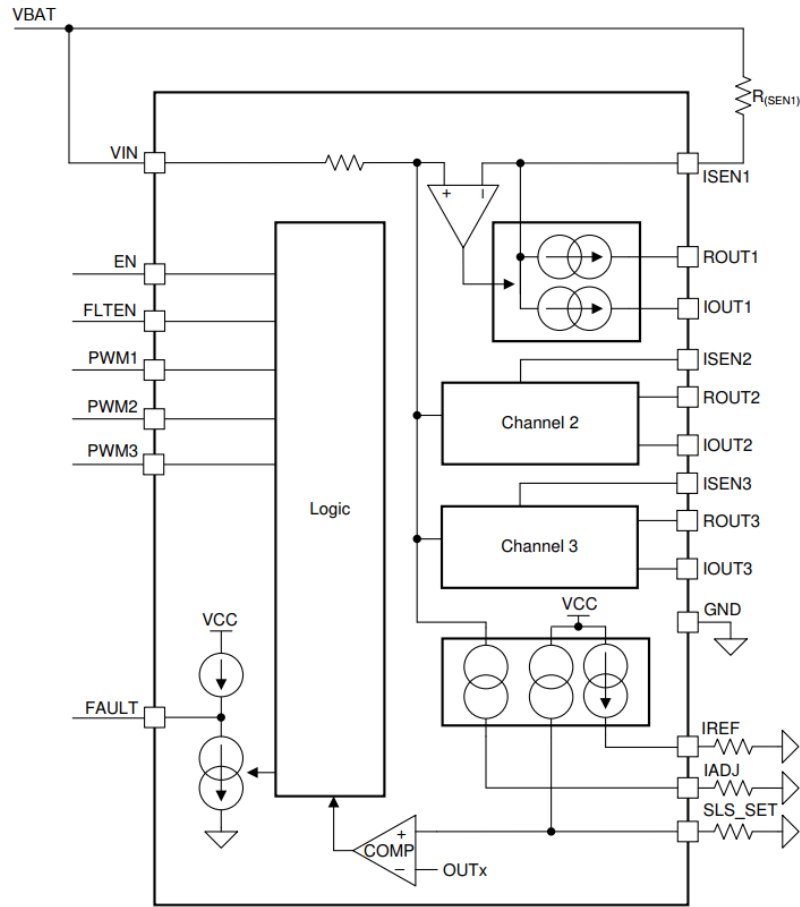 VBAT
R(SEN1)
VIN
ISEN1
+
–
EN
ROUT1
FLTEN
IOUT1
PWM1
ISEN2
PWM2
ROUT2
Channel 2
IOUT2
PWM3
ISEN3
Logic
ROUT3
Channel 3
IOUT3
VCC
GND
VCC
FAULT
IREF
IADJ
SLS_SET
+
COMP
–
OUTx